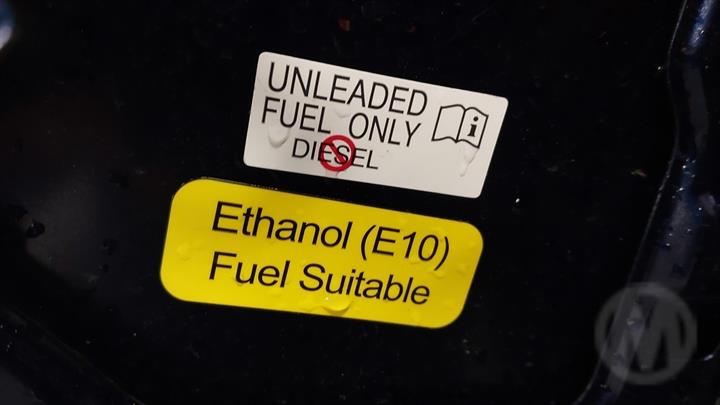 UNLEADED
FUEL ONLY
DIESEL
Ethanol (E10)
Fuel Suitable
M